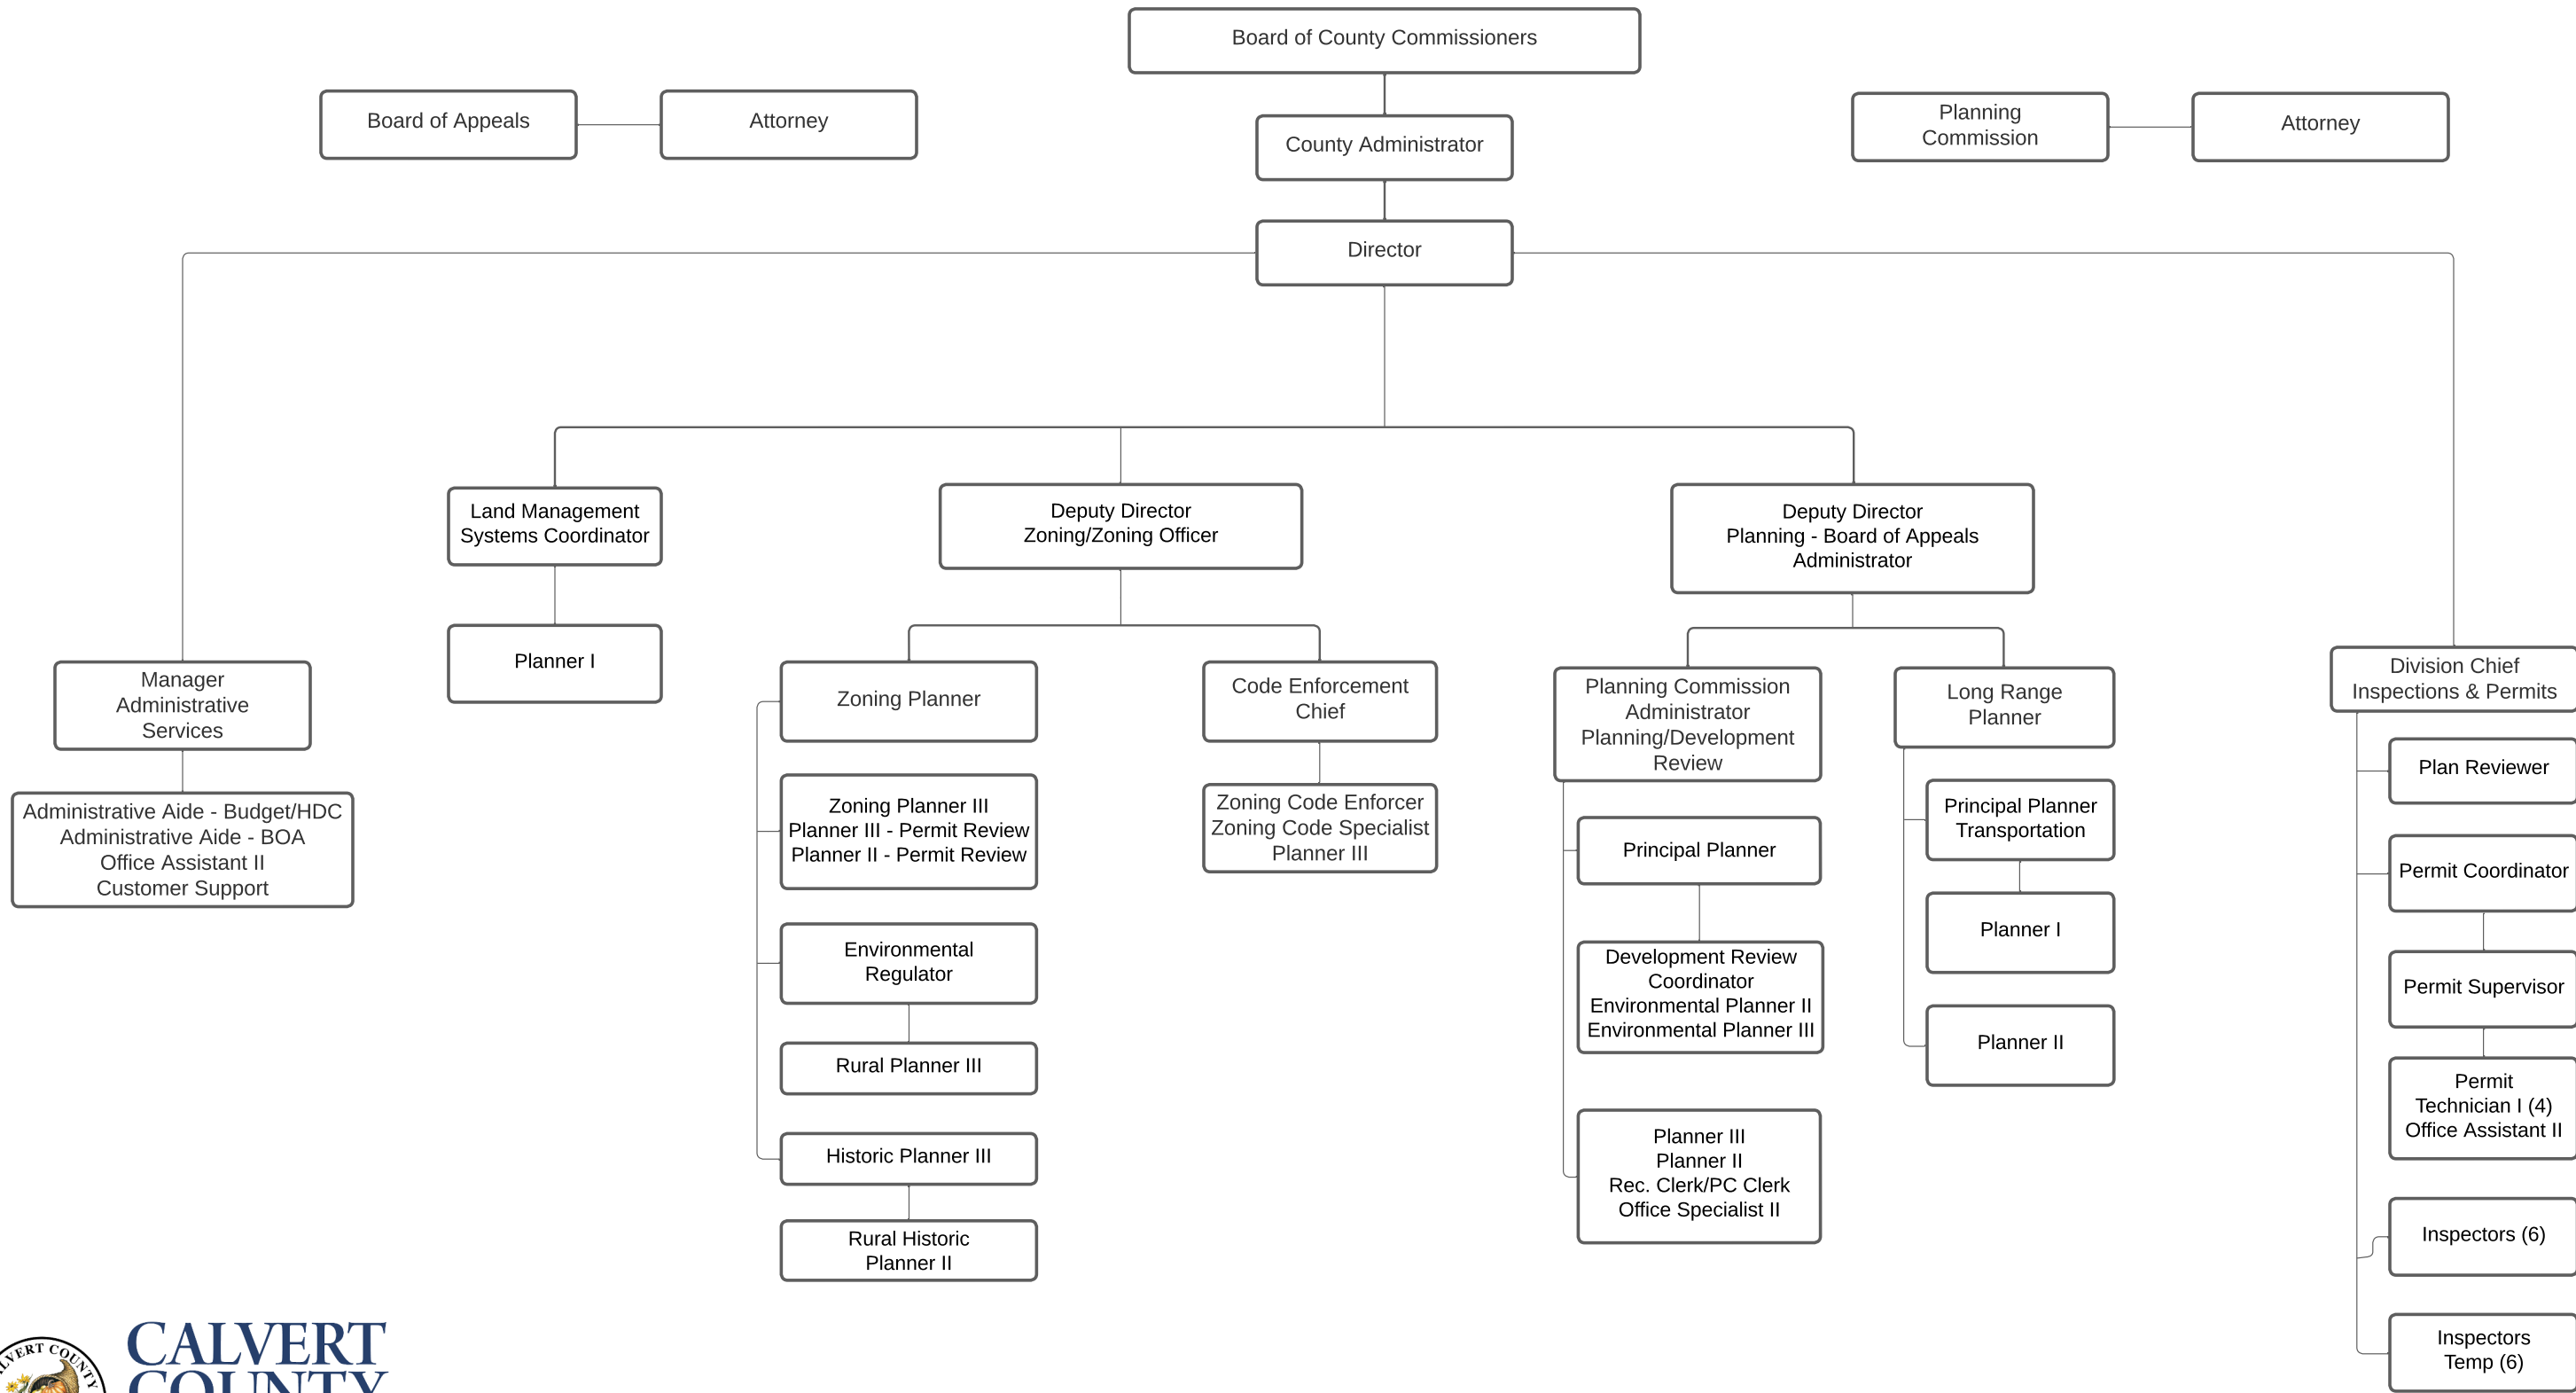 Board of County Commissioners
Board of Appeals
Attorney
Planning
Commission
Attorney
County Administrator
Director
Land Management
Systems Coordinator
Deputy Director
Zoning/Zoning Officer
Deputy Director
Planning - Board of Appeals
Administrator
Planner I
Manager
Administrative
Services
Administrative Aide - Budget/HDC
Administrative Aide - BOA
Office Assistant II
Customer Support
Zoning Planner
Zoning Planner III
Planner III - Permit Review
Planner II - Permit Review
Environmental
Regulator
Rural Planner III
Historic Planner III
Rural Historic
Planner II
Code Enforcement
Chief
Zoning Code Enforcer
Zoning Code Specialist
Planner III
Planning Commission
Administrator
Planning/Development
Review
Principal Planner
Development Review
Coordinator
Environmental Planner II
Environmental Planner III
Planner III
Planner II
Rec. Clerk/PC Clerk
Office Specialist II
Long Range
Planner
Principal Planner
Transportation
Planner I
Planner II
Division Chief
Inspections & Permits
Plan Reviewer
Permit Coordinator
Permit Supervisor
Permit
Technician I (4)
Office Assistant II
Inspectors (6)
Inspectors
Temp (6)
CALVERT
COUNTY
CALVERT COUNTY